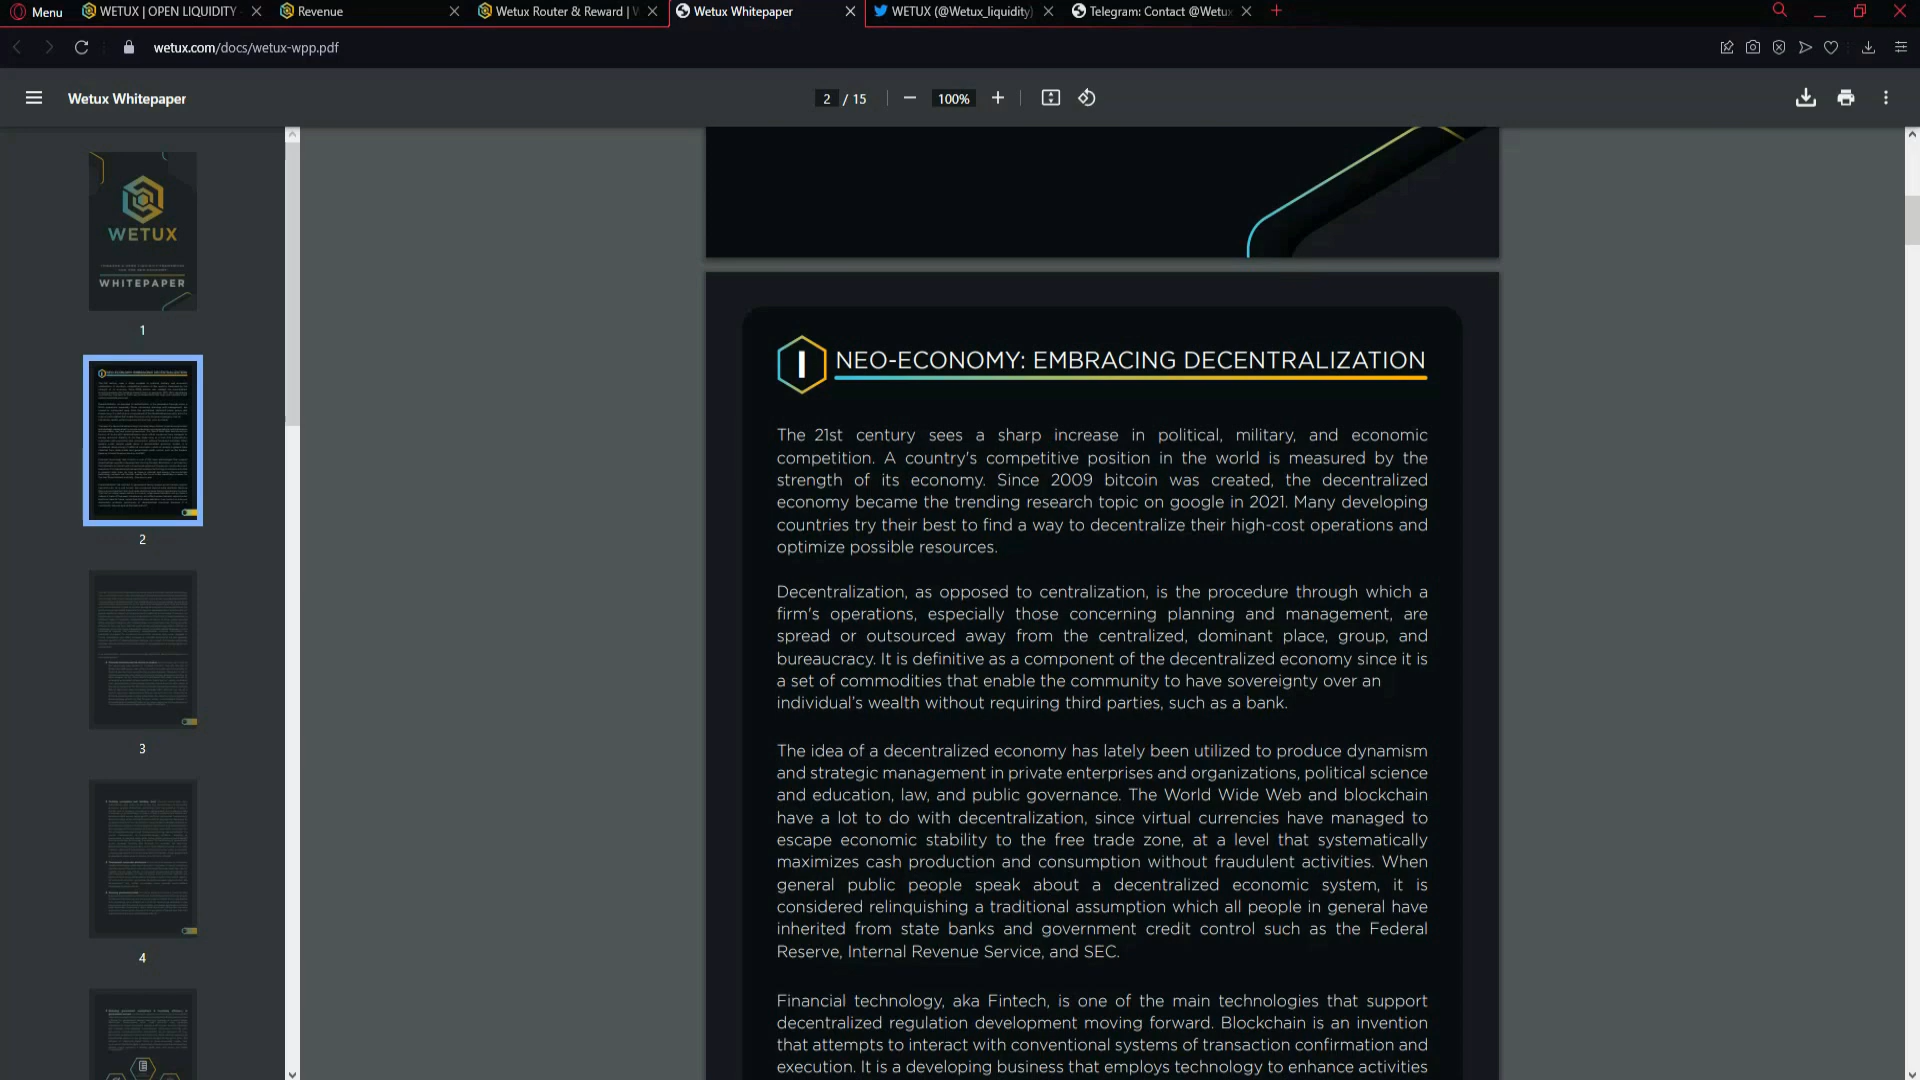 Menu
WETUX | OPEN LIQUIDITY
Revenue
Wetux Router & Reward |
Wetux Whitepaper
WETUX (@Wetux_liquidity)
Telegram: Contact @Wetu
wetux.com/docs/wetux-wpp.pdf
Wetux Whitepaper
2 / 15
100%
WETUX
WHITEPAPER
1
2
3
4
I NEO-ECONOMY: EMBRACING DECENTRALIZATION
The 21st century sees a sharp increase in political, military, and economic
competition. A country's competitive position in the world is measured by the
strength of its economy. Since 2009 bitcoin was created, the decentralized
economy became the trending research topic on google in 2021. Many developing
countries try their best to find a way to decentralize their high-cost operations and
optimize possible resources.
Decentralization, as opposed to centralization, is the procedure through which a
firm's operations, especially those concerning planning and management, are
spread or outsourced away from the centralized, dominant place, group, and
bureaucracy. It is definitive as a component of the decentralized economy since it is
a set of commodities that enable the community to have sovereignty over an
individual's wealth without requiring third parties, such as a bank.
The idea of a decentralized economy has lately been utilized to produce dynamism
and strategic management in private enterprises and organizations, political science
and education, law, and public governance. The World Wide Web and blockchain
have a lot to do with decentralization, since virtual currencies have managed to
escape economic stability to the free trade zone, at a level that systematically
maximizes cash production and consumption without fraudulent activities. When
general public people speak about a decentralized economic system, it is
considered relinquishing a traditional assumption which all people in general have
inherited from state banks and government credit control such as the Federal
Reserve, Internal Revenue Service, and SEC.
Financial technology, aka Fintech, is one of the main technologies that support
decentralized regulation development moving forward. Blockchain is an invention
that attempts to interact with conventional systems of transaction confirmation and
execution. It is a developing business that employs technology to enhance activities